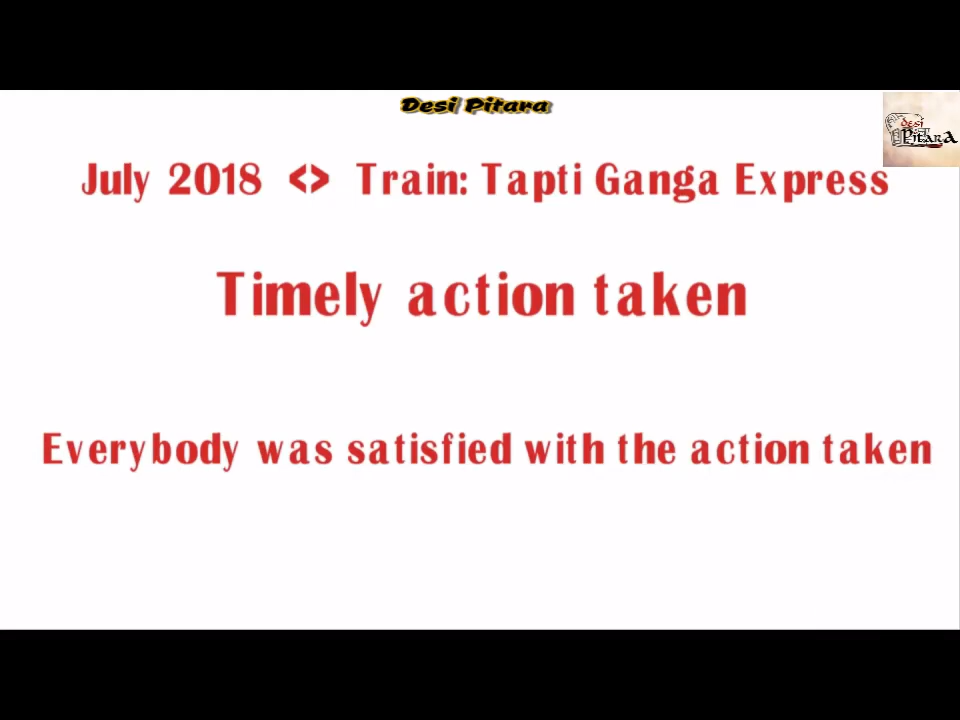 Desi Pitara
desi
PitarA
July 2018 <> Train: Tapti Ganga Express
Timely action taken
Everybody was satisfied with the action taken